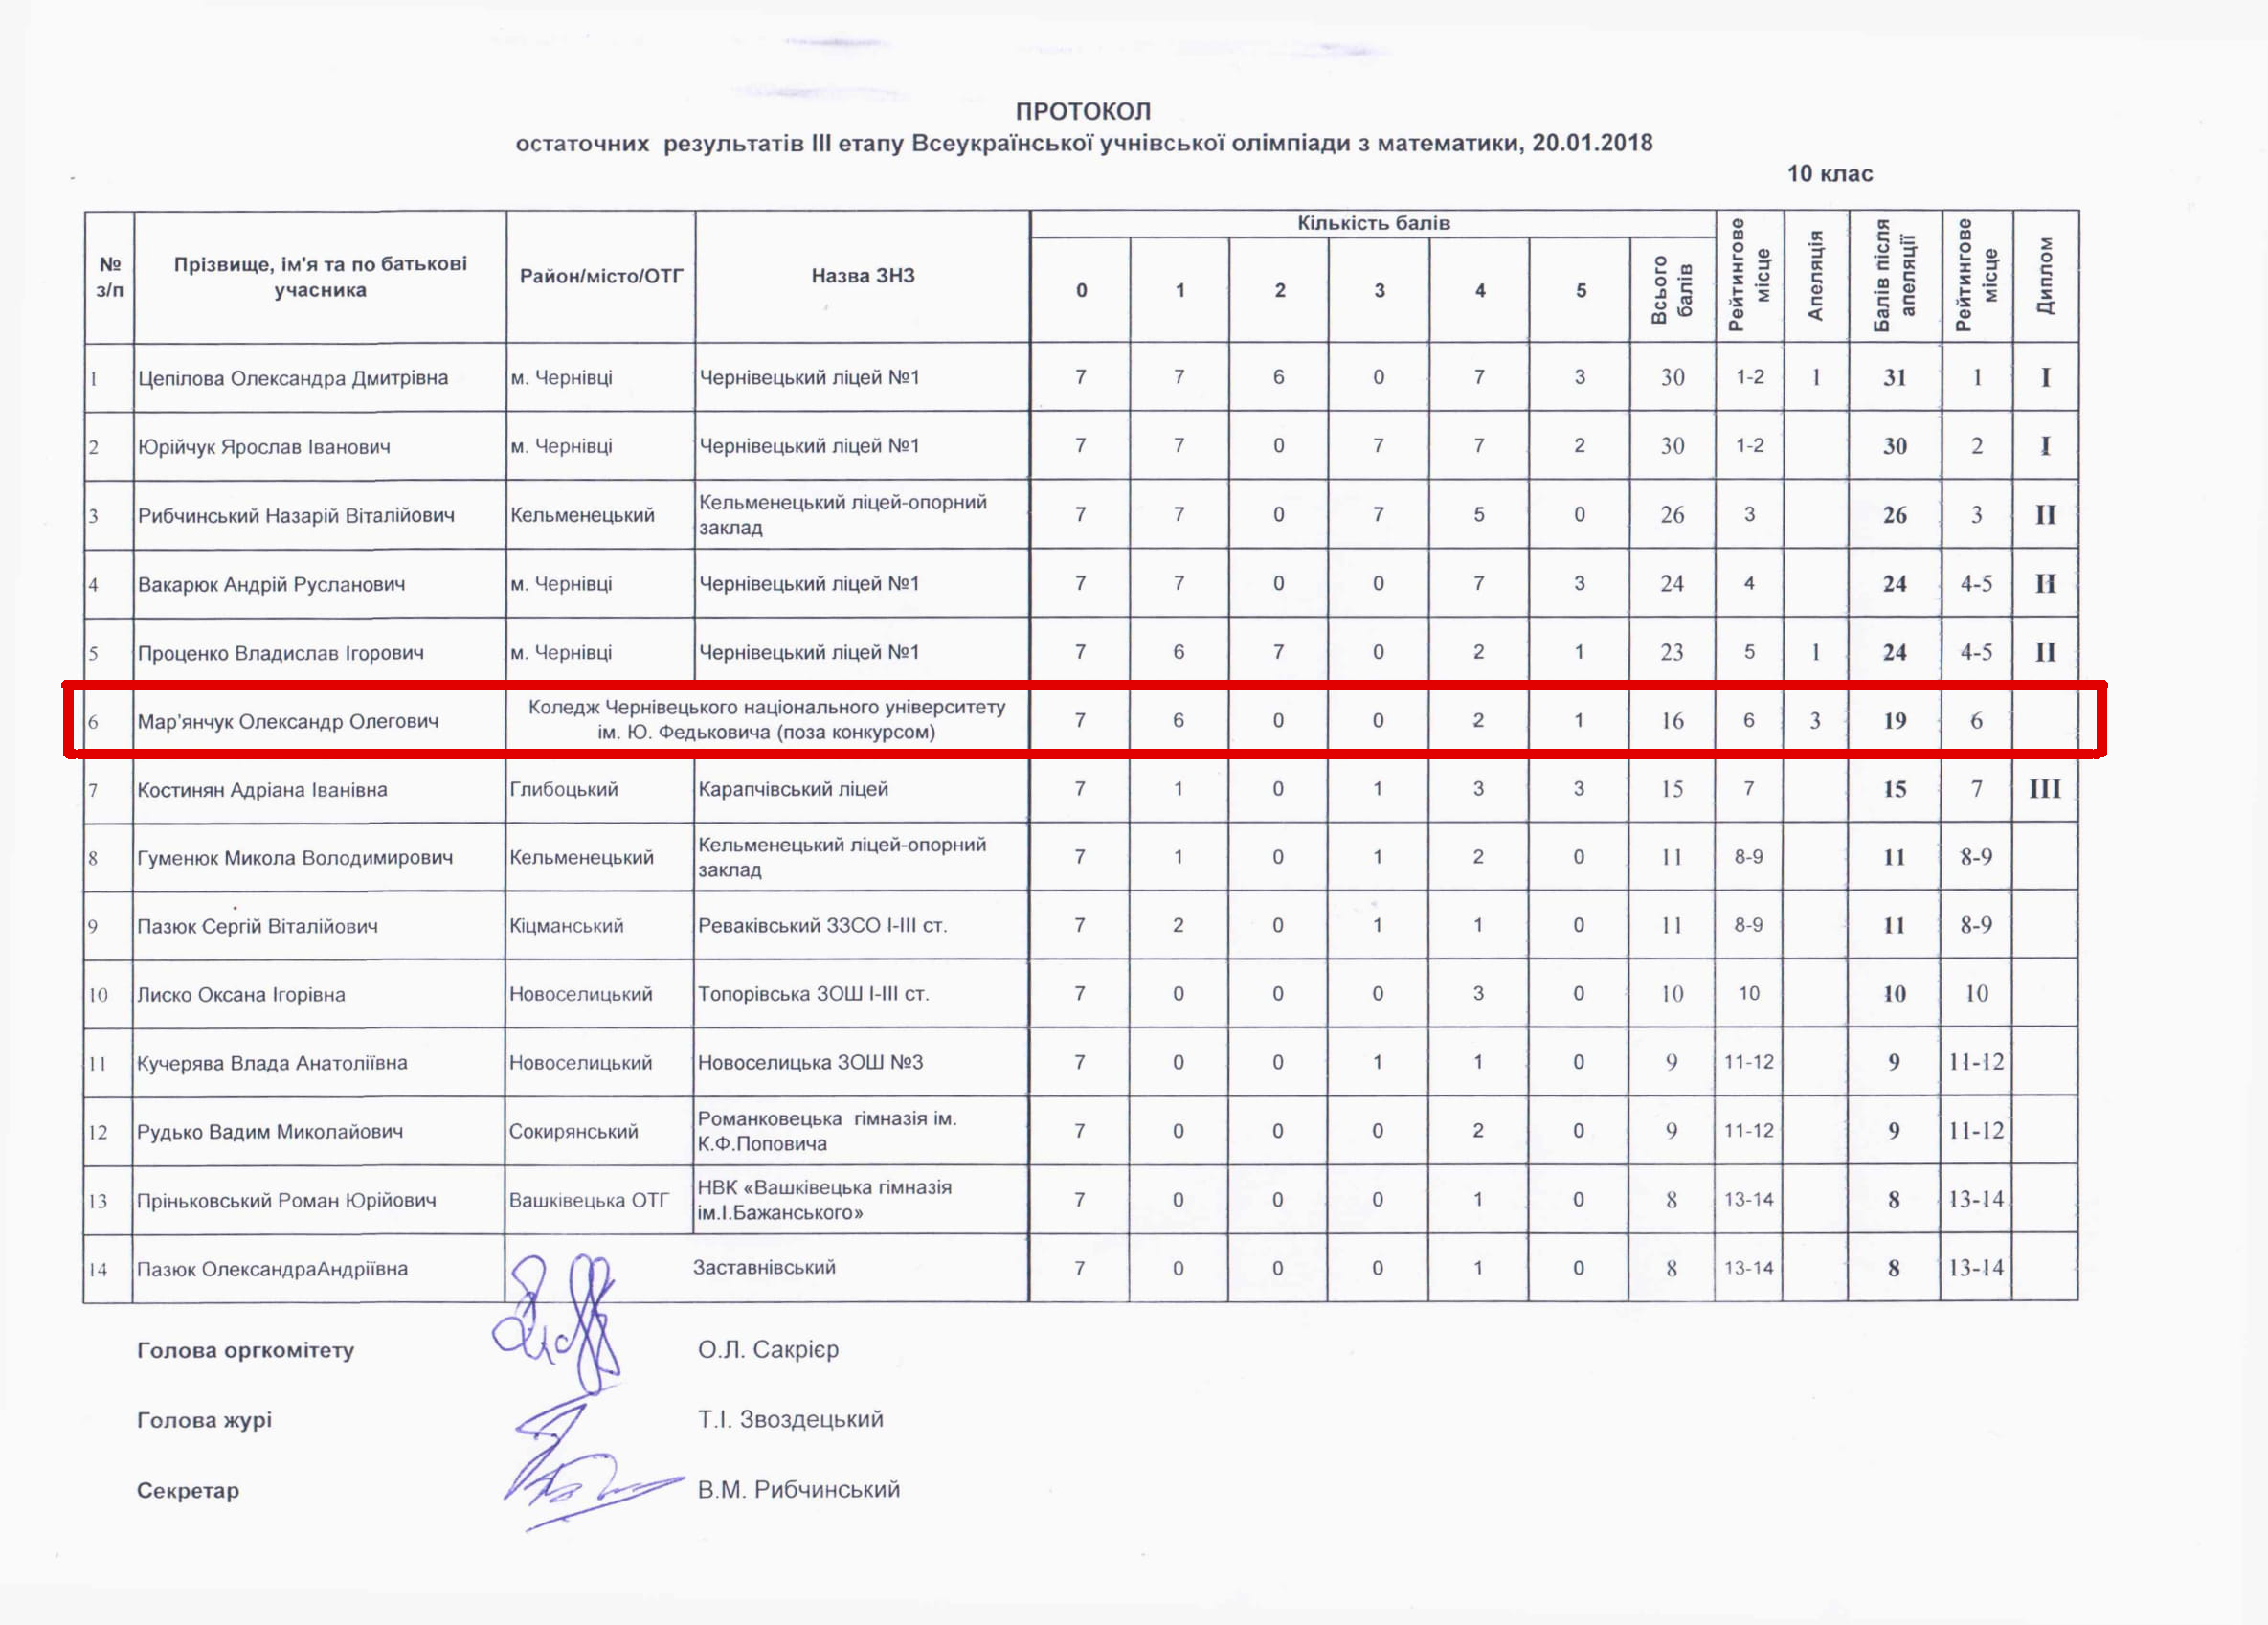 ПРОТОКОЛ
остаточних результатів III етапу Всеукраїнської учнівської олімпіади з математики, 20.01.2018
10 клас
№ з/п Прізвище, ім'я та по батькові учасника Район/місто/ОТГ Назва ЗНЗ Кількість балів Рейтингове місце Апеляція Балів після апеляції Рейтингове місце Диплом
0 1 2 3 4 5 Всього балів
1 Цепілова Олександра Дмитрівна м. Чернівці Чернівецький ліцей №1 7 7 6 0 7 3 30 1-2 1 31 1 I
2 Юрійчук Ярослав Іванович м. Чернівці Чернівецький ліцей №1 7 7 0 7 7 2 30 1-2 30 2 I
3 Рибчинський Назарій Віталійович Кельменецький Кельменецький ліцей-опорний заклад 7 7 0 7 5 0 26 3 26 3 II
4 Вакарюк Андрій Русланович м. Чернівці Чернівецький ліцей №1 7 7 0 0 7 3 24 4 24 4-5 II
5 Проценко Владислав Ігорович м. Чернівці Чернівецький ліцей №1 7 6 7 0 2 1 23 5 1 24 4-5 II
6 Мар'янчук Олександр Олегович Коледж Чернівецького національного університету ім. Ю. Федьковича (поза конкурсом) 7 6 0 0 2 1 16 6 3 19 6
7 Костинян Адріана Іванівна Глибоцький Карапчівський ліцей 7 1 0 1 3 3 15 7 15 7 III
8 Гуменюк Микола Володимирович Кельменецький Кельменецький ліцей-опорний заклад 7 1 0 1 2 0 11 8-9 11 8-9
9 Пазюк Сергій Віталійович Кіцманський Реваківський ЗЗСО I-III ст. 7 2 0 1 1 0 11 8-9 11 8-9
10 Лиско Оксана Ігорівна Новоселицький Топорівська ЗОШ I-III ст. 7 0 0 0 3 0 10 10 10 10
11 Кучерява Влада Анатоліївна Новоселицький Новоселицька ЗОШ №3 7 0 0 1 1 0 9 11-12 9 11-12
12 Рудько Вадим Миколайович Сокирянський Романковецька гімназія ім. К.Ф.Поповича 7 0 0 0 2 0 9 11-12 9 11-12
13 Пріньковський Роман Юрійович Вашківецька ОТГ НВК «Вашківецька гімназія ім.І.Бажанського» 7 0 0 0 1 0 8 13-14 8 13-14
14 Пазюк ОлександраАндріївна Заставнівський 7 0 0 0 1 0 8 13-14 8 13-14
Голова оргкомітету О.Л. Сакрієр
Голова журі Т.І. Звоздецький
Секретар В.М. Рибчинський